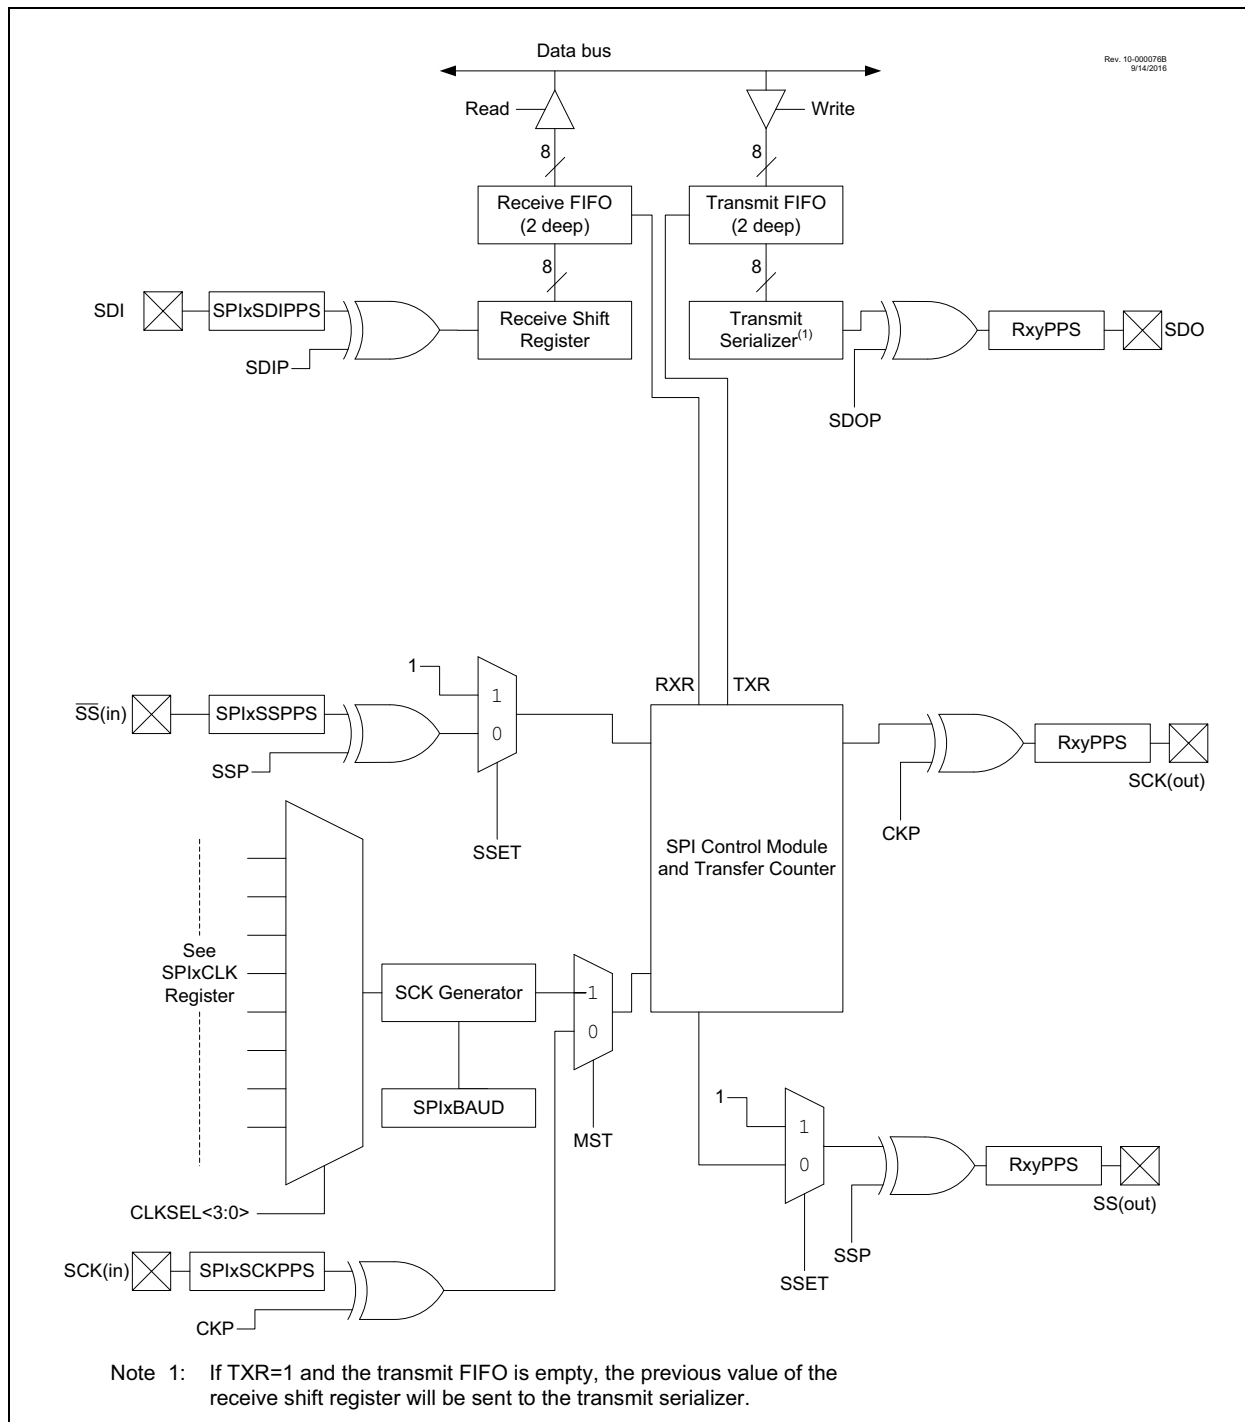 Data bus
Rev. 10-000076B
9/14/2016
Read
Write
8
8
Receive FIFO
(2 deep)
Transmit FIFO
(2 deep)
8
8
SDI
SPIxSDIPPS
SDIP
Receive Shift
Register
Transmit
Serializer(1)
SDOP
RxyPPS
SDO
RXR
TXR
1
SS(in)
SPIxSSPPS
SSP
1
0
SSET
SPI Control Module
and Transfer Counter
CKP
RxyPPS
SCK(out)
See
SPIxCLK
Register
SCK Generator
1
0
SPIxBAUD
MST
CLKSEL<3:0>
1
1
0
SSET
SSP
RxyPPS
SS(out)
SCK(in)
SPIxSCKPPS
CKP
Note 1: If TXR=1 and the transmit FIFO is empty, the previous value of the
receive shift register will be sent to the transmit serializer.